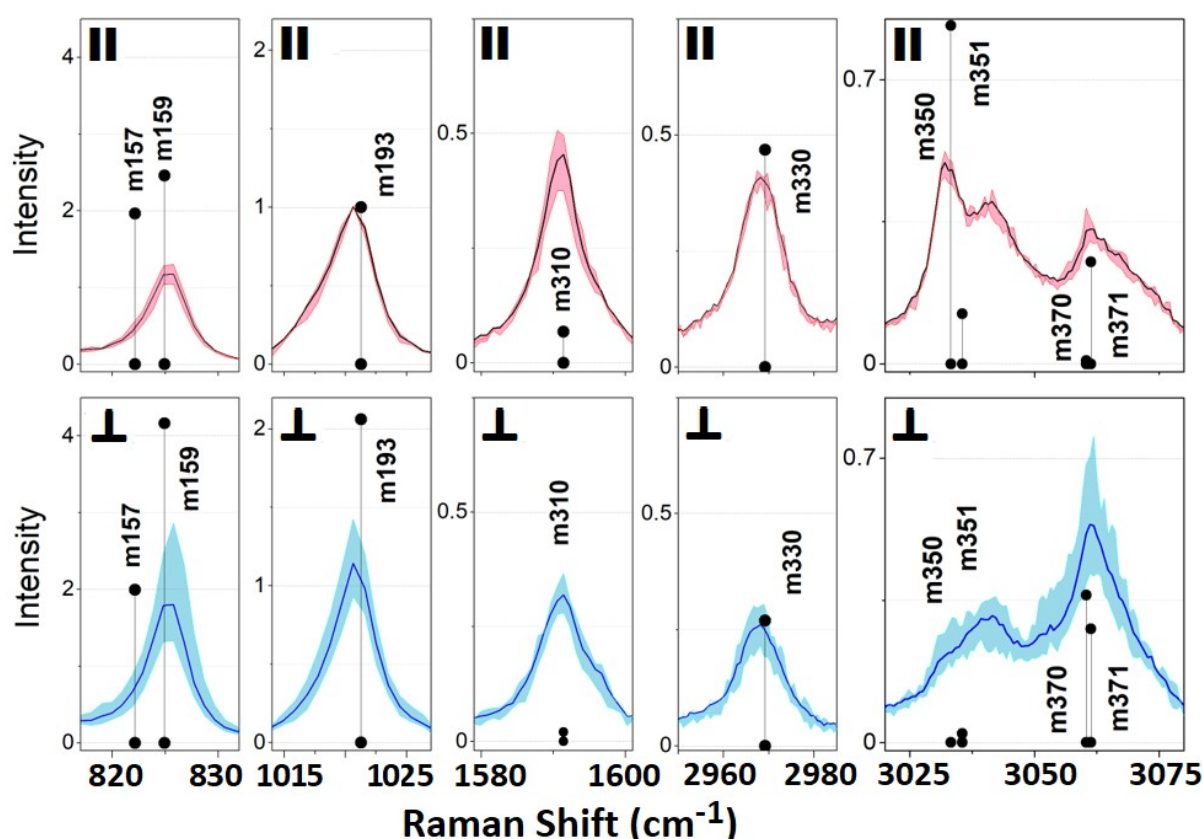 ||
||
||
||
||
4
2
0
2
1
0
0.5
0
0.5
0
0.7
0
Intensity
m157
m159
m193
m310
m330
m350
m351
m370
m371
⊥
⊥
⊥
⊥
⊥
4
2
0
2
1
0
0.5
0
0.5
0
0.7
0
Intensity
m157
m159
m193
m310
m330
m350
m351
m370
m371
820 830
1015 1025
1580 1600
2960 2980
3025 3050 3075
Raman Shift (cm⁻¹)